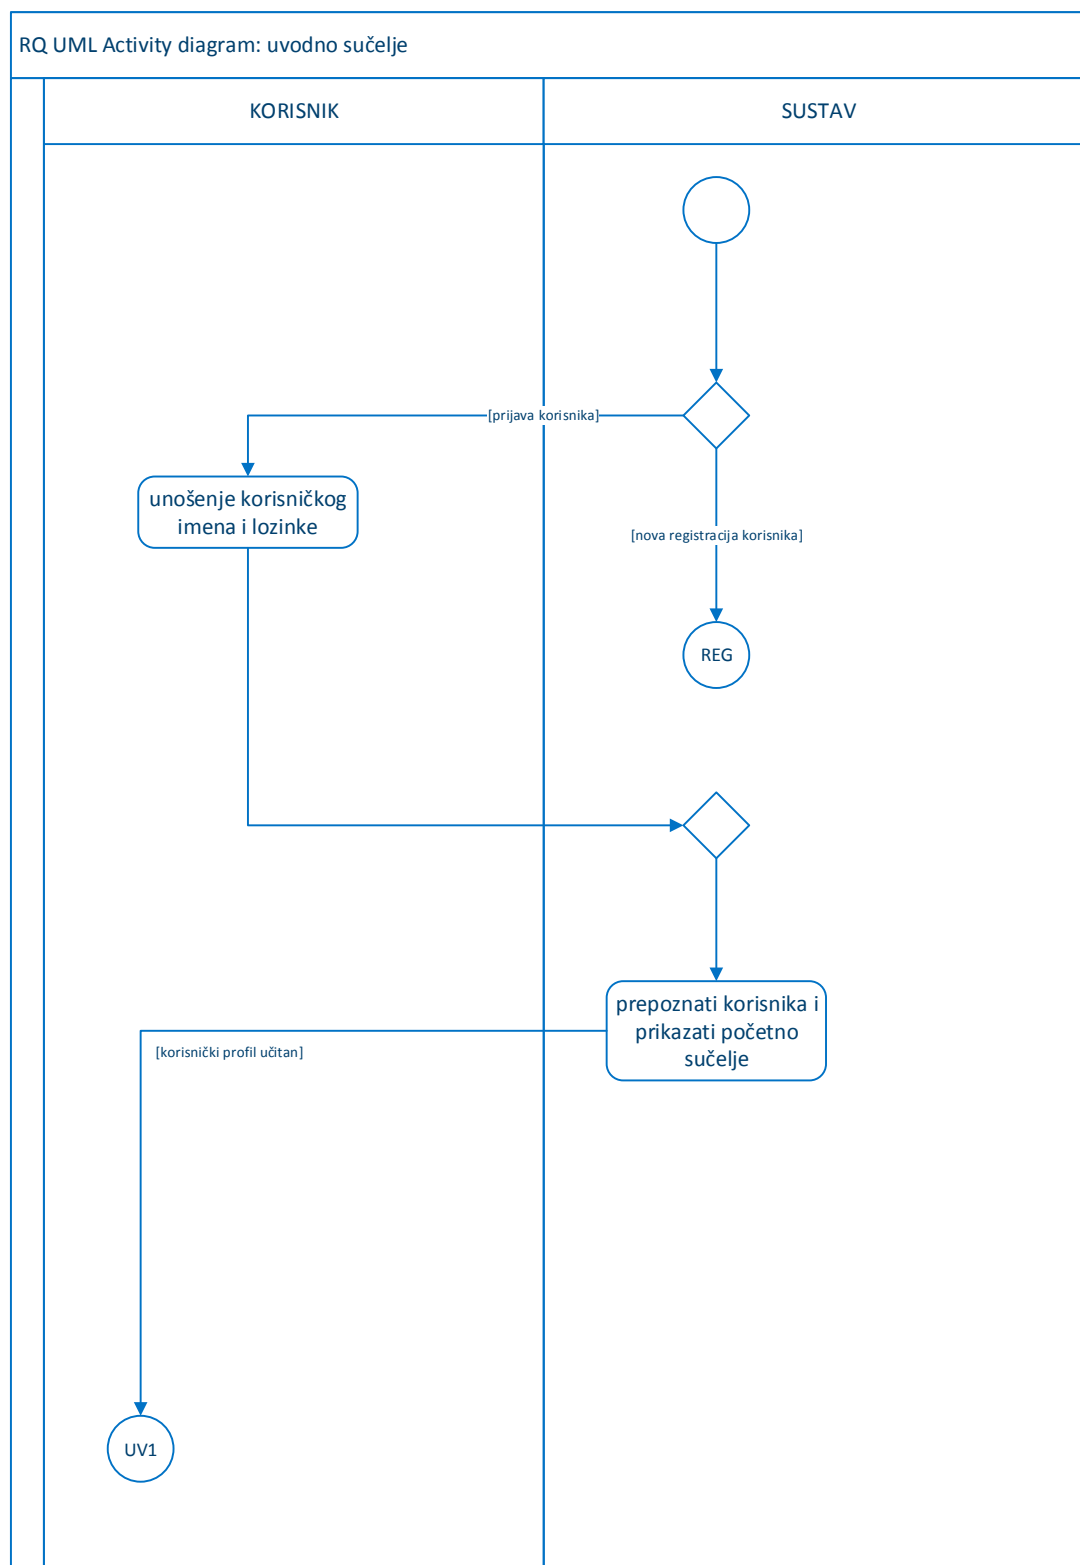 RQ UML Activity diagram: uvodno sučelje
KORISNIK
SUSTAV
[prijava korisnika]
unošenje korisničkog
imena i lozinke
[nova registracija korisnika]
REG
prepoznati korisnika i
prikazati početno
sučelje
[korisnički profil učitan]
UV1